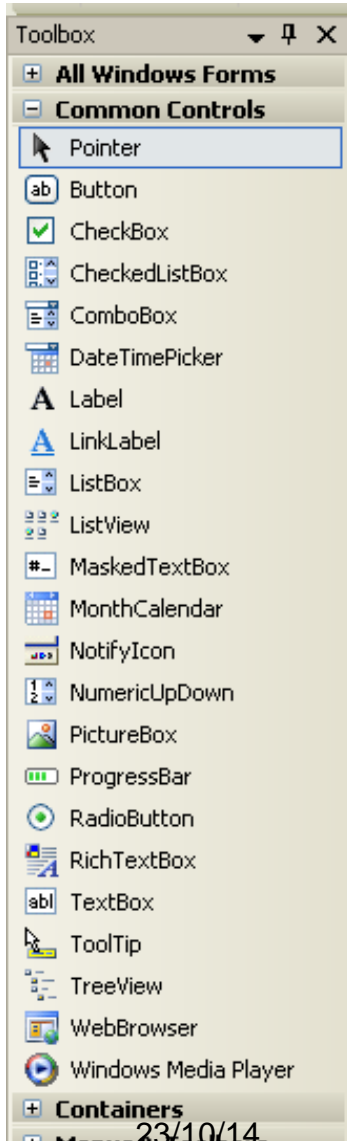 Toolbox
All Windows Forms
Common Controls
Pointer
Button
CheckBox
CheckedListBox
ComboBox
DateTimePicker
Label
LinkLabel
ListBox
ListView
MaskedTextBox
MonthCalendar
NotifyIcon
NumericUpDown
PictureBox
ProgressBar
RadioButton
RichTextBox
TextBox
ToolTip
TreeView
WebBrowser
Windows Media Player
Containers
23/10/14